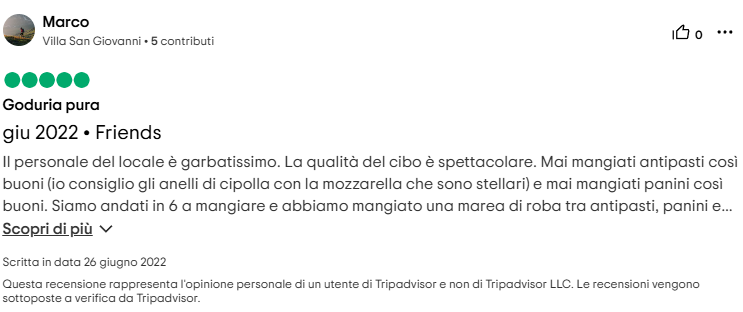 Marco
Villa San Giovanni • 5 contributi
0
Goduria pura
giu 2022 • Friends
Il personale del locale è garbatissimo. La qualità del cibo è spettacolare. Mai mangiati antipasti così
buoni (io consiglio gli anelli di cipolla con la mozzarella che sono stellari) e mai mangiati panini così
buoni. Siamo andati in 6 a mangiare e abbiamo mangiato una marea di roba tra antipasti, panini e...
Scopri di più
Scritta in data 26 giugno 2022
Questa recensione rappresenta l'opinione personale di un utente di Tripadvisor e non di Tripadvisor LLC. Le recensioni vengono
sottoposte a verifica da Tripadvisor.